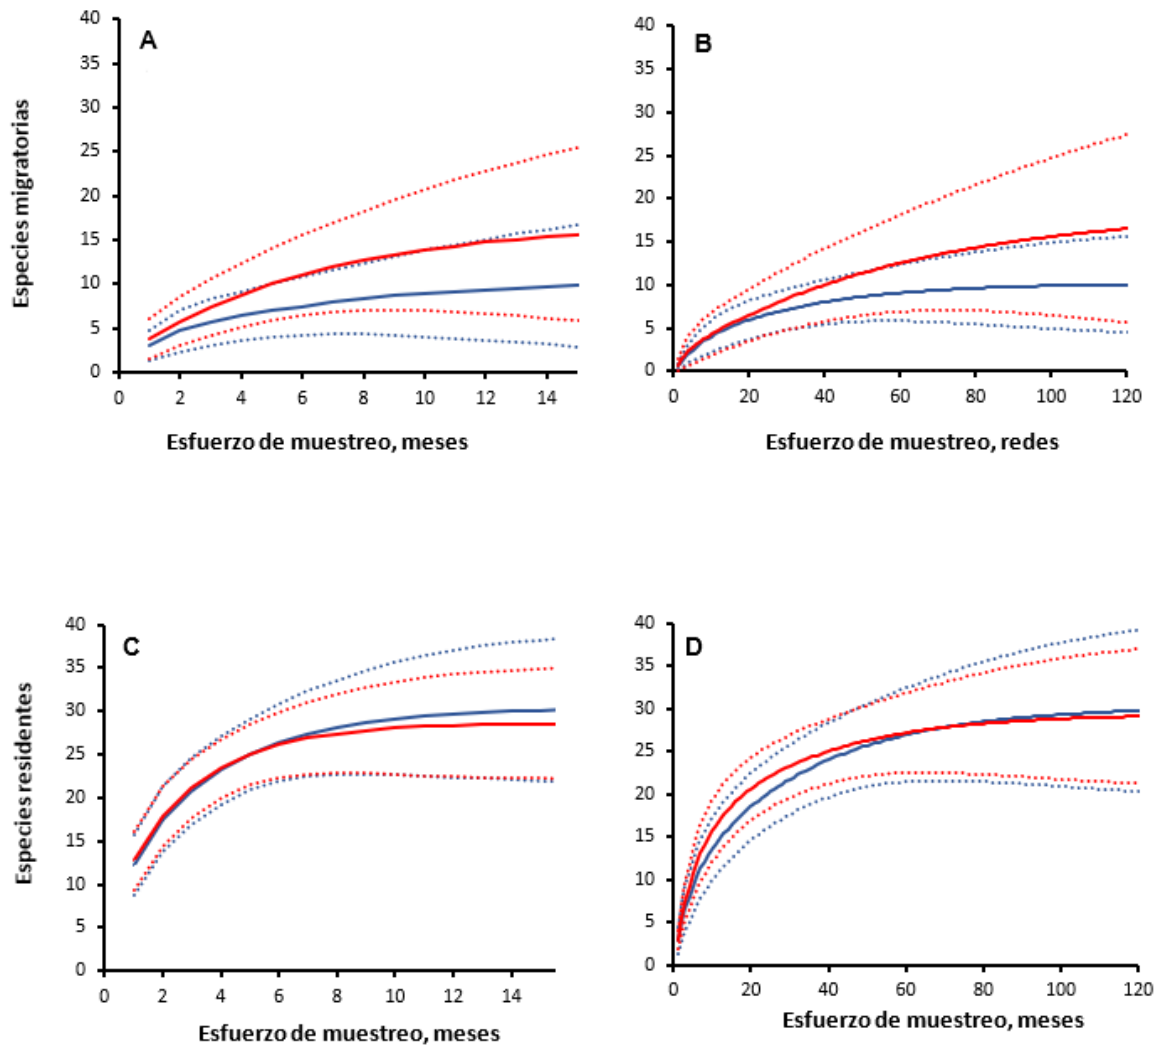 A
Especies migratorias
40
35
30
25
20
15
10
5
0
0 2 4 6 8 10 12 14
Esfuerzo de muestreo, meses
B
40
35
30
25
20
15
10
5
0
0 20 40 60 80 100 120
Esfuerzo de muestreo, redes
C
Especies residentes
40
35
30
25
20
15
10
5
0
0 2 4 6 8 10 12 14
Esfuerzo de muestreo, meses
D
40
35
30
25
20
15
10
5
0
0 20 40 60 80 100 120
Esfuerzo de muestreo, meses